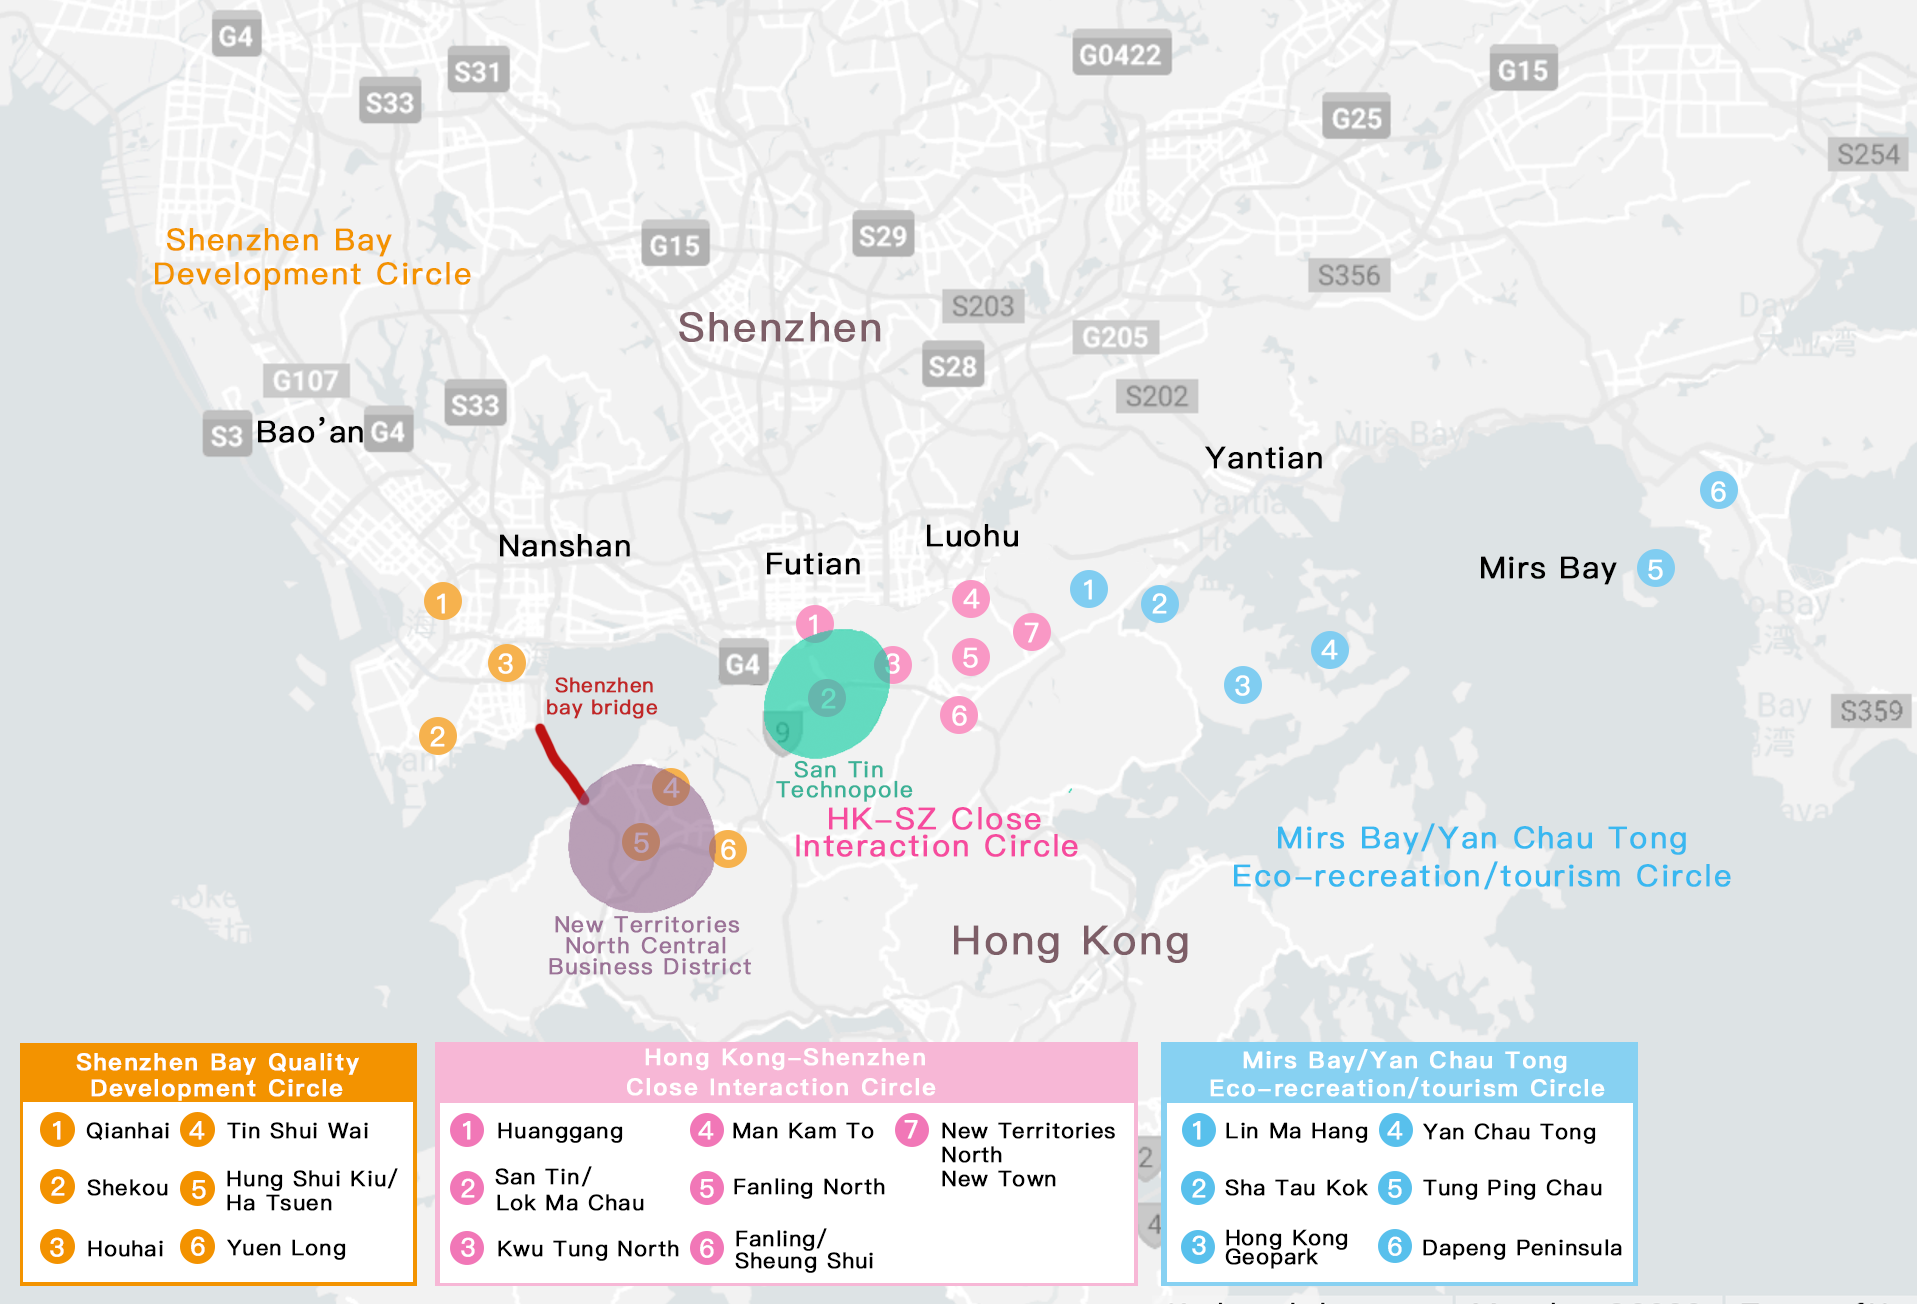 G4
S31
S33
G0422
G15
G25
S254
Shenzhen Bay
Development Circle
G15
S29
S356
S203
Shenzhen
G205
S28
S202
G107
S33
S3
Bao’an
G4
Mirs Bay
Yantian
6
Nanshan
Luohu
Futian
Mirs Bay
5
1
4
1
2
1
7
3
G4
3
5
4
Shenzhen
bay bridge
2
3
6
Bay
S359
2
9
San Tin
Technopole
4
HK-SZ Close
Interaction Circle
5
6
Mirs Bay/Yan Chau Tong
Eco-recreation/tourism Circle
New Territories
North Central
Business District
Hong Kong
Shenzhen Bay Quality
Development Circle
1 Qianhai
2 Shekou
3 Houhai
4 Tin Shui Wai
5 Hung Shui Kiu/
Ha Tsuen
6 Yuen Long
Hong Kong-Shenzhen
Close Interaction Circle
1 Huanggang
2 San Tin/
Lok Ma Chau
3 Kwu Tung North
4 Man Kam To
5 Fanling North
6 Fanling/
Sheung Shui
7 New Territories
North
New Town
2
4
Mirs Bay/Yan Chau Tong
Eco-recreation/tourism Circle
1 Lin Ma Hang
2 Sha Tau Kok
3 Hong Kong
Geopark
4 Yan Chau Tong
5 Tung Ping Chau
6 Dapeng Peninsula